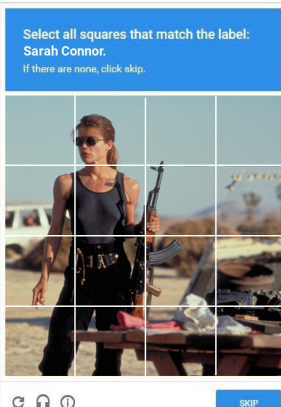 Select all squares that match the label:
Sarah Connor.
If there are none, click skip.
SKIP